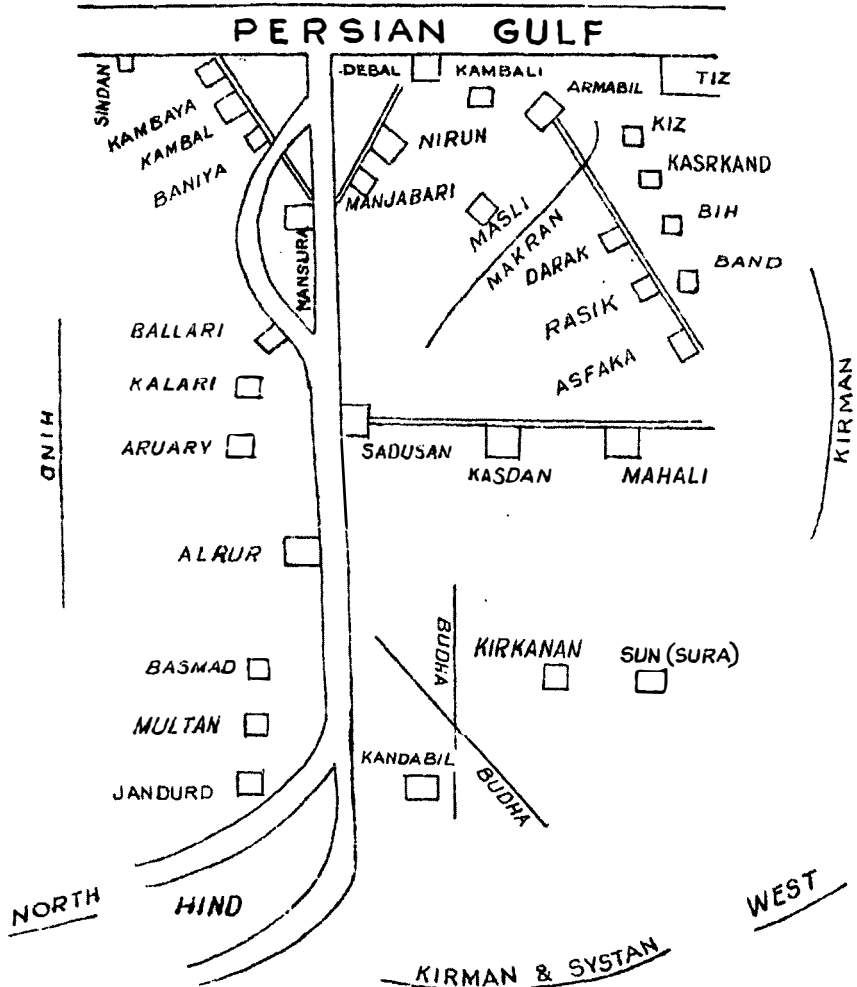 PERSIAN GULF
SINDAN
KAMBAYA
KAMBAL
BANIYA
DEBAL
KAMBALI
ARMABIL
TIZ
NIRUN
KIZ
MANJABARI
MASLI
KASRKAND
MANSURA
MAKRAN
BIH
DARAK
BAND
RASIK
ASFAKA
BALLARI
KALARI
ARUARY
HIND
KIRMAN
SADUSAN
KASDAN
MAHALI
ALRUR
BUDHA
KIRKANAN
SUN (SURA)
BASMAD
MULTAN
JANDURD
KANDABIL
BUDHA
NORTH
HIND
WEST
KIRMAN & SYSTAN